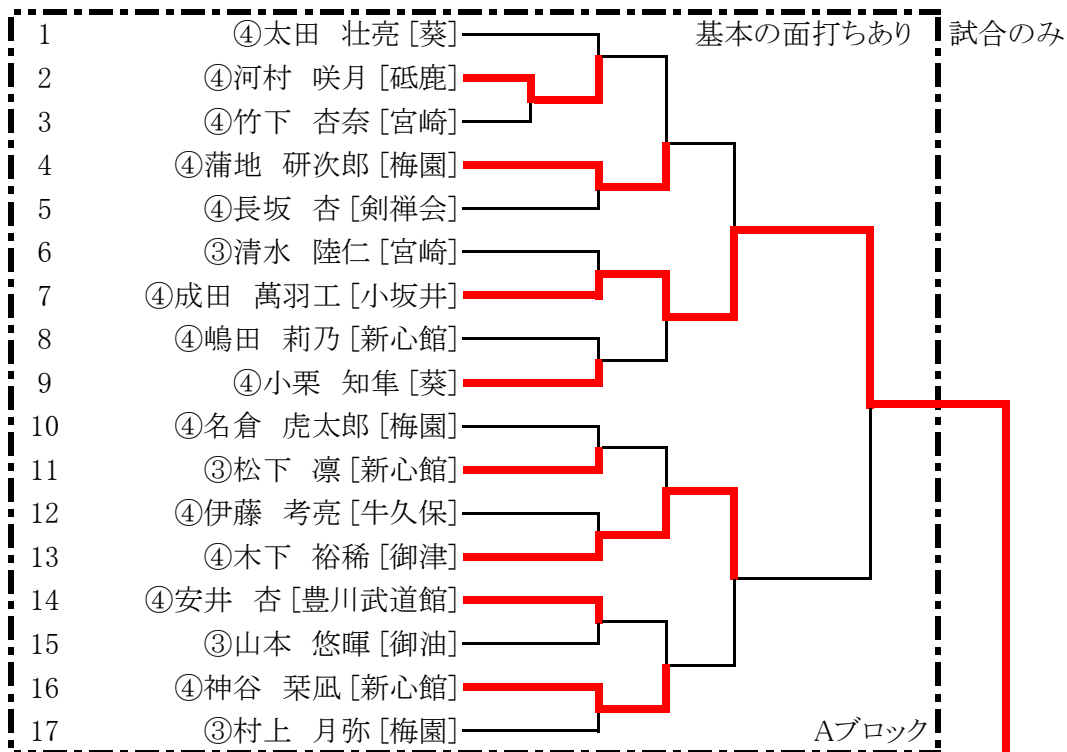 1 ④太田 壮亮 [葵] 基本の面打ちあり 試合のみ
2 ④河村 咲月 [砥鹿]
3 ④竹下 杏奈 [宮崎]
4 ④蒲地 研次郎 [梅園]
5 ④長坂 杏 [剣禅会]
6 ③清水 陸仁 [宮崎]
7 ④成田 萬羽工 [小坂井]
8 ④嶋田 莉乃 [新心館]
9 ④小栗 知隼 [葵]
10 ④名倉 虎太郎 [梅園]
11 ③松下 凛 [新心館]
12 ④伊藤 考亮 [牛久保]
13 ④木下 裕稀 [御津]
14 ④安井 杏 [豊川武道館]
15 ③山本 悠暉 [御油]
16 ④神谷 栞凪 [新心館]
17 ③村上 月弥 [梅園] Aブロック